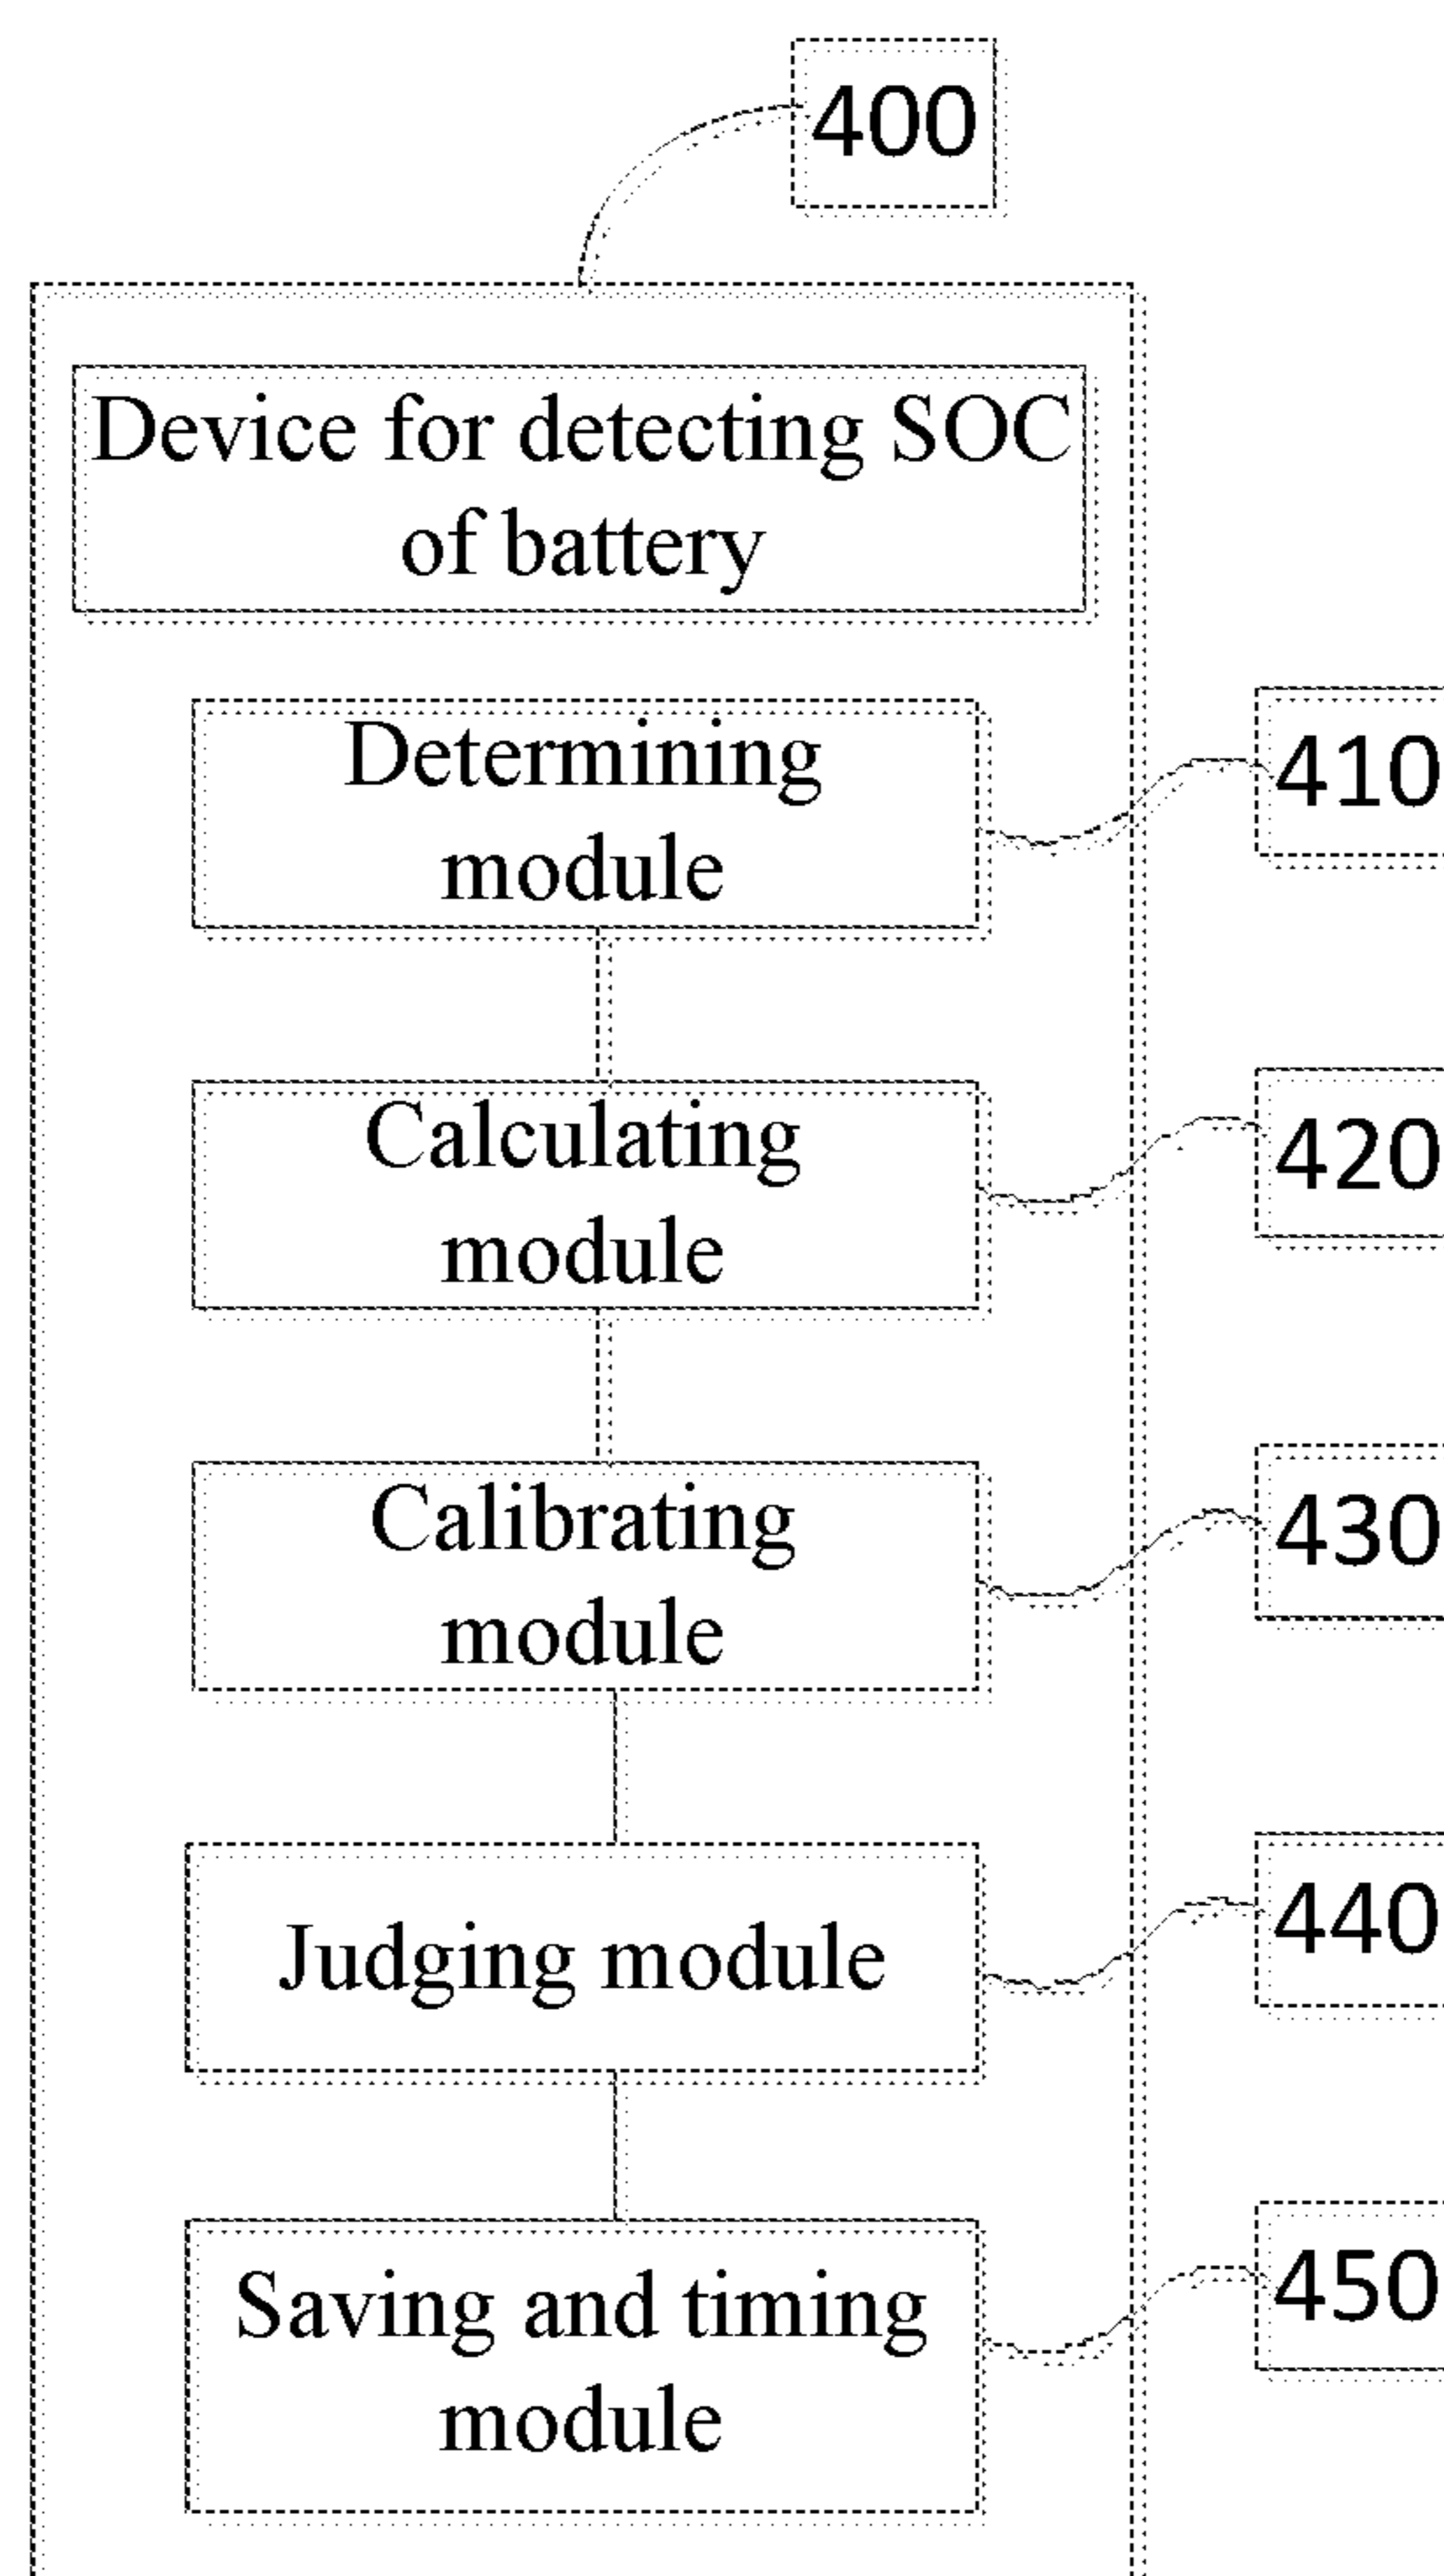 400
Device for detecting SOC
of battery
Determining
module
410
Calculating
module
420
Calibrating
module
430
Judging module
440
Saving and timing
module
450